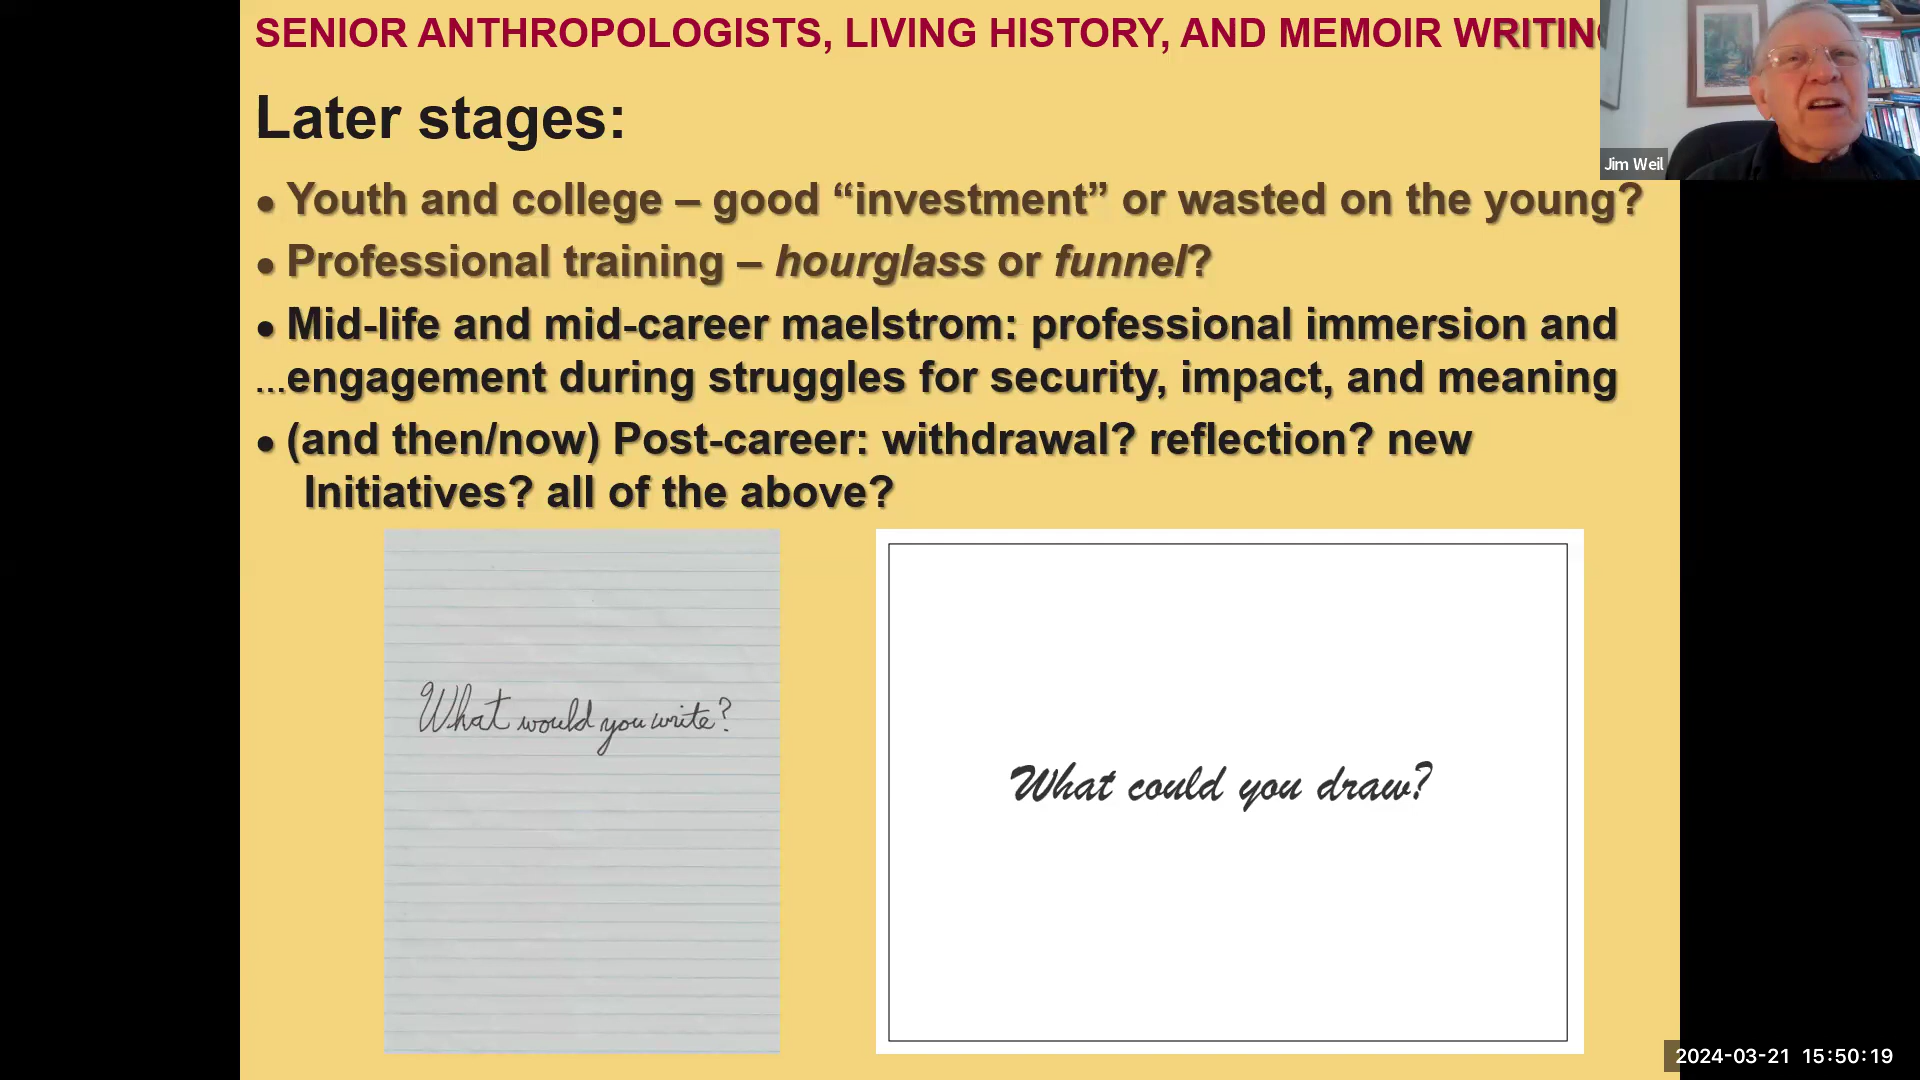 SENIOR ANTHROPOLOGISTS, LIVING HISTORY, AND MEMOIR WRITING
Later stages:
● Youth and college – good “investment” or wasted on the young?
● Professional training – hourglass or funnel?
● Mid-life and mid-career maelstrom: professional immersion and
…engagement during struggles for security, impact, and meaning
● (and then/now) Post-career: withdrawal? reflection? new
Initiatives? all of the above?
What would you write?
What could you draw?
Jim Weil
2024-03-21 15:50:19